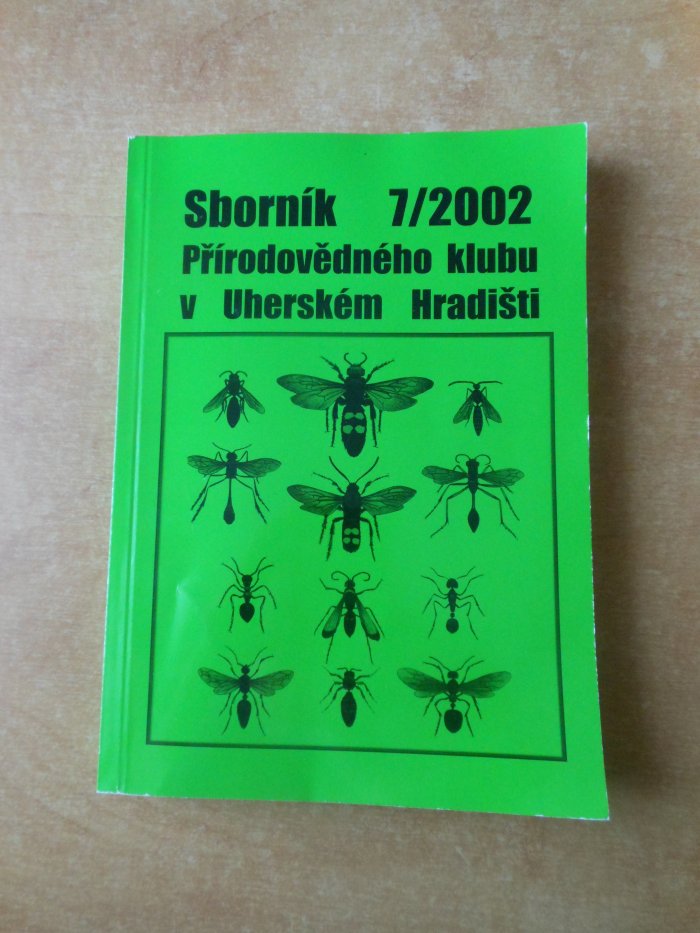 Sborník 7/2002
Přírodovědného klubu
v Uherském Hradišti